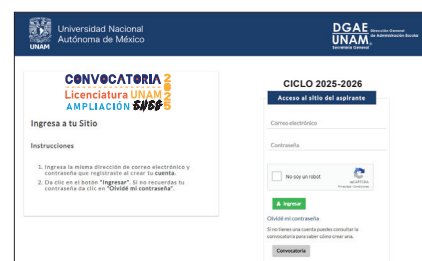 UNAM
Universidad Nacional
Autónoma de México
DGAE
UNAM
Dirección General
de Administración Escolar
Secretaría General
CONVOCATORIA
Licenciatura UNAM
AMPLIACIÓN SUAyED
2025
Ingresa a tu Sitio
Instrucciones
1. Ingresa la misma dirección de correo electrónico y
contraseña que registraste al crear tu cuenta.
2. Da clic en el botón "Ingresar". Si no recuerdas tu
contraseña da clic en "Olvidé mi contraseña".
CICLO 2025-2026
Acceso al sitio del aspirante
Correo electrónico
Contraseña
No soy un robot
reCAPTCHA
Privacidad - Condiciones
Ingresar
Olvidé mi contraseña
Si no tienes una cuenta puedes consultar la
convocatoria para saber cómo crear una.
Convocatoria